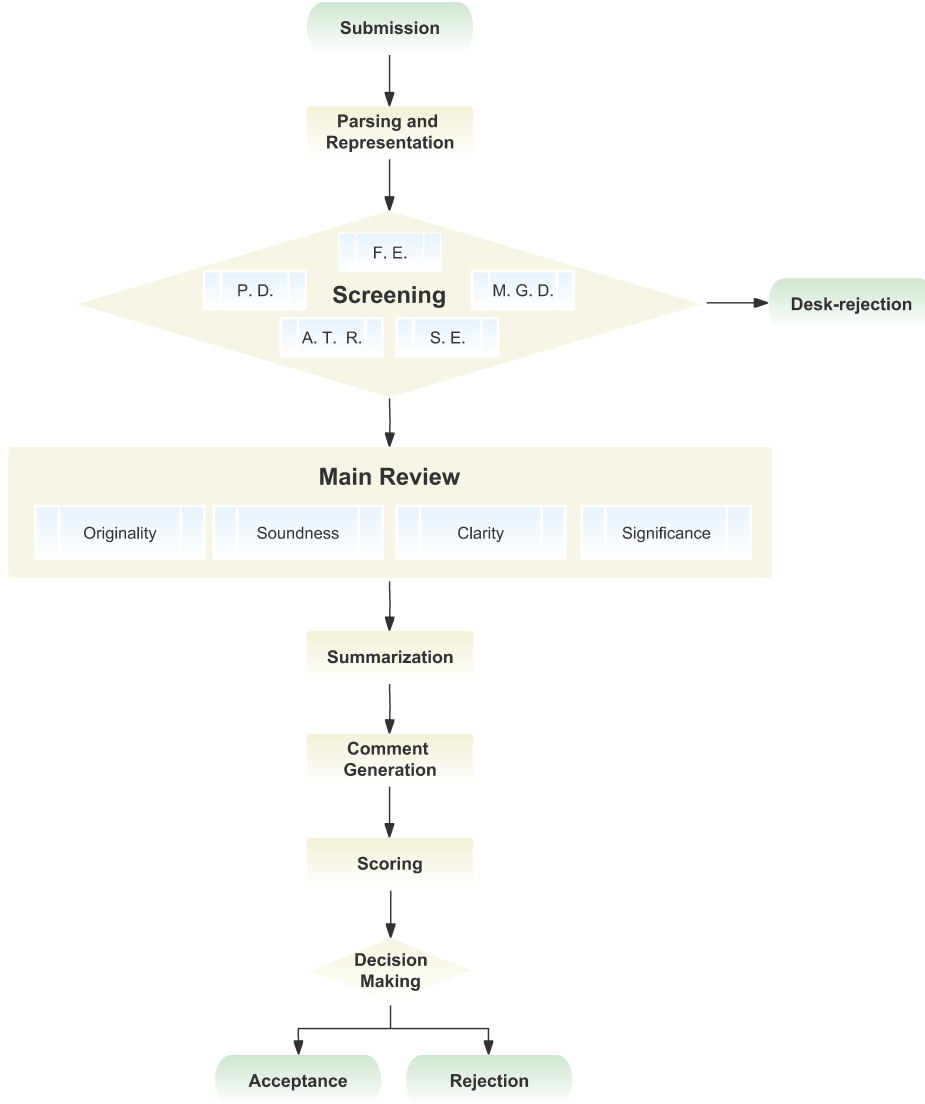 Submission
Parsing and
Representation
F. E.
P. D.
Screening
M. G. D.
A. T. R.
S. E.
Desk-rejection
Main Review
Originality
Soundness
Clarity
Significance
Summarization
Comment
Generation
Scoring
Decision
Making
Acceptance
Rejection